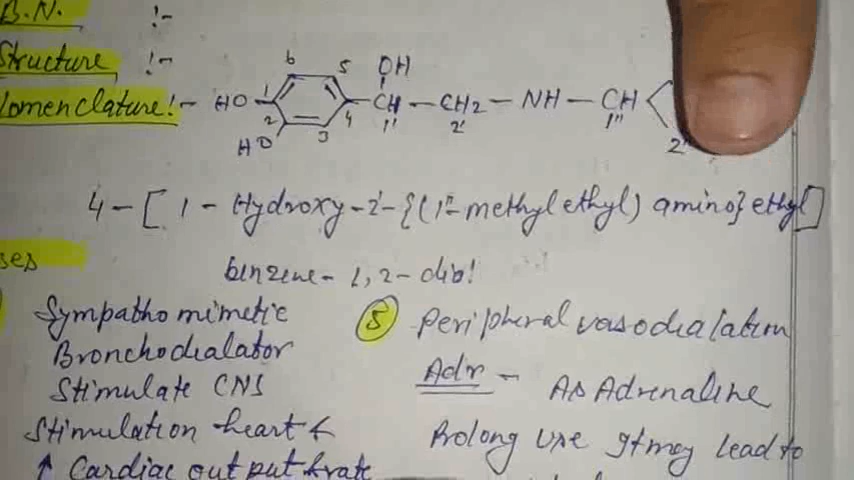 B.N. :-
Structure :-
Nomenclature:-
6 5 OH
HO 1 4 CH - CH2 - NH - CH <
2 3 1' 2' 1"
HO 2"
4 - [ 1 - Hydroxy - 2' - {(1"- methyl ethyl) amino} ethyl]
benzene - 1, 2 - diol
ses
Sympathomimetic
Bronchodialator
Stimulate CNS
Stimulation heart &
↑ Cardiac out put & rate
5 Peripheral vasodialation
Adr - As Adrenaline
Prolong use It may lead to